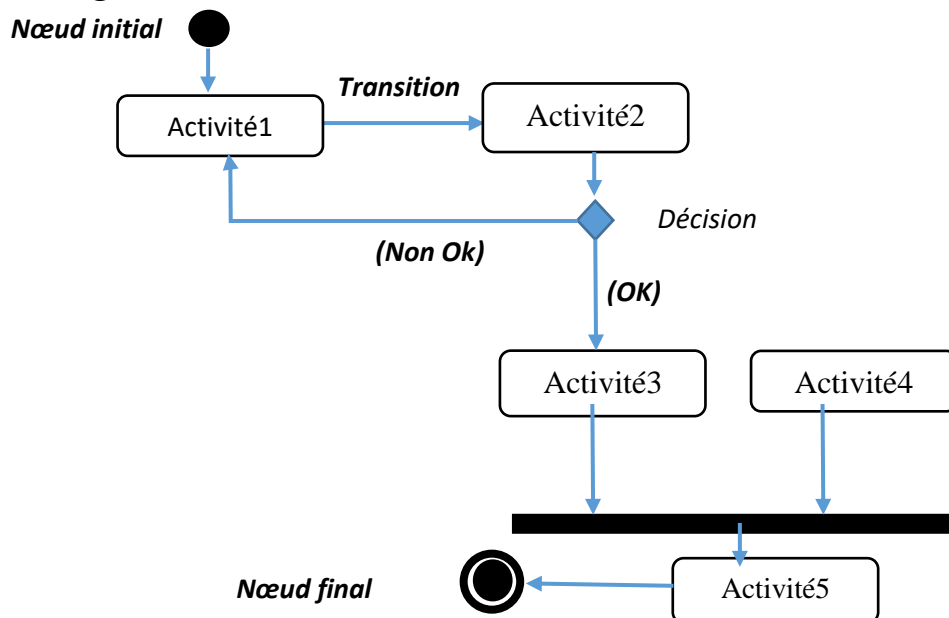 Nœud initial
Transition
Activité1
Activité2
Décision
(Non Ok)
(OK)
Activité3
Activité4
Nœud final
Activité5